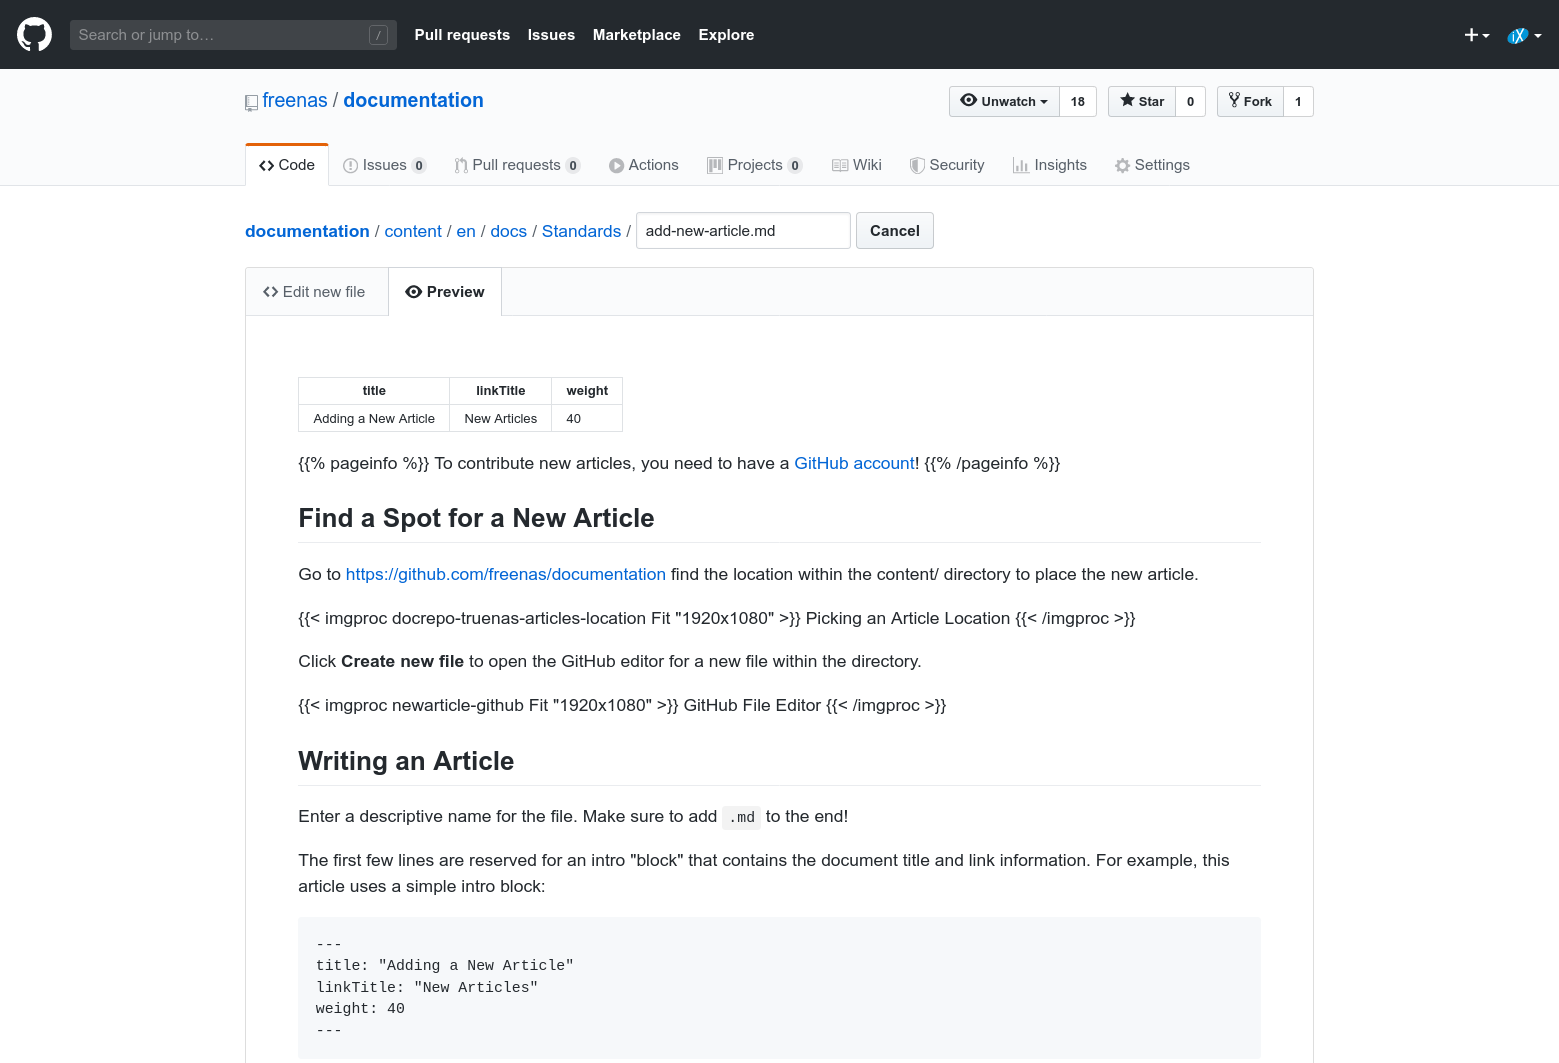 Search or jump to… /
Pull requests Issues Marketplace Explore
iX
freenas / documentation
Unwatch 18 Star 0 Fork 1
Code Issues 0 Pull requests 0 Actions Projects 0 Wiki Security Insights Settings
documentation / content / en / docs / Standards / add-new-article.md Cancel
Edit new file Preview
title linkTitle weight
Adding a New Article New Articles 40
{{% pageinfo %}} To contribute new articles, you need to have a GitHub account! {{% /pageinfo %}}
Find a Spot for a New Article
Go to https://github.com/freenas/documentation find the location within the content/ directory to place the new article.
{{< imgproc docrepo-truenas-articles-location Fit "1920x1080" >}} Picking an Article Location {{< /imgproc >}}
Click Create new file to open the GitHub editor for a new file within the directory.
{{< imgproc newarticle-github Fit "1920x1080" >}} GitHub File Editor {{< /imgproc >}}
Writing an Article
Enter a descriptive name for the file. Make sure to add .md to the end!
The first few lines are reserved for an intro "block" that contains the document title and link information. For example, this
article uses a simple intro block:
---
title: "Adding a New Article"
linkTitle: "New Articles"
weight: 40
---